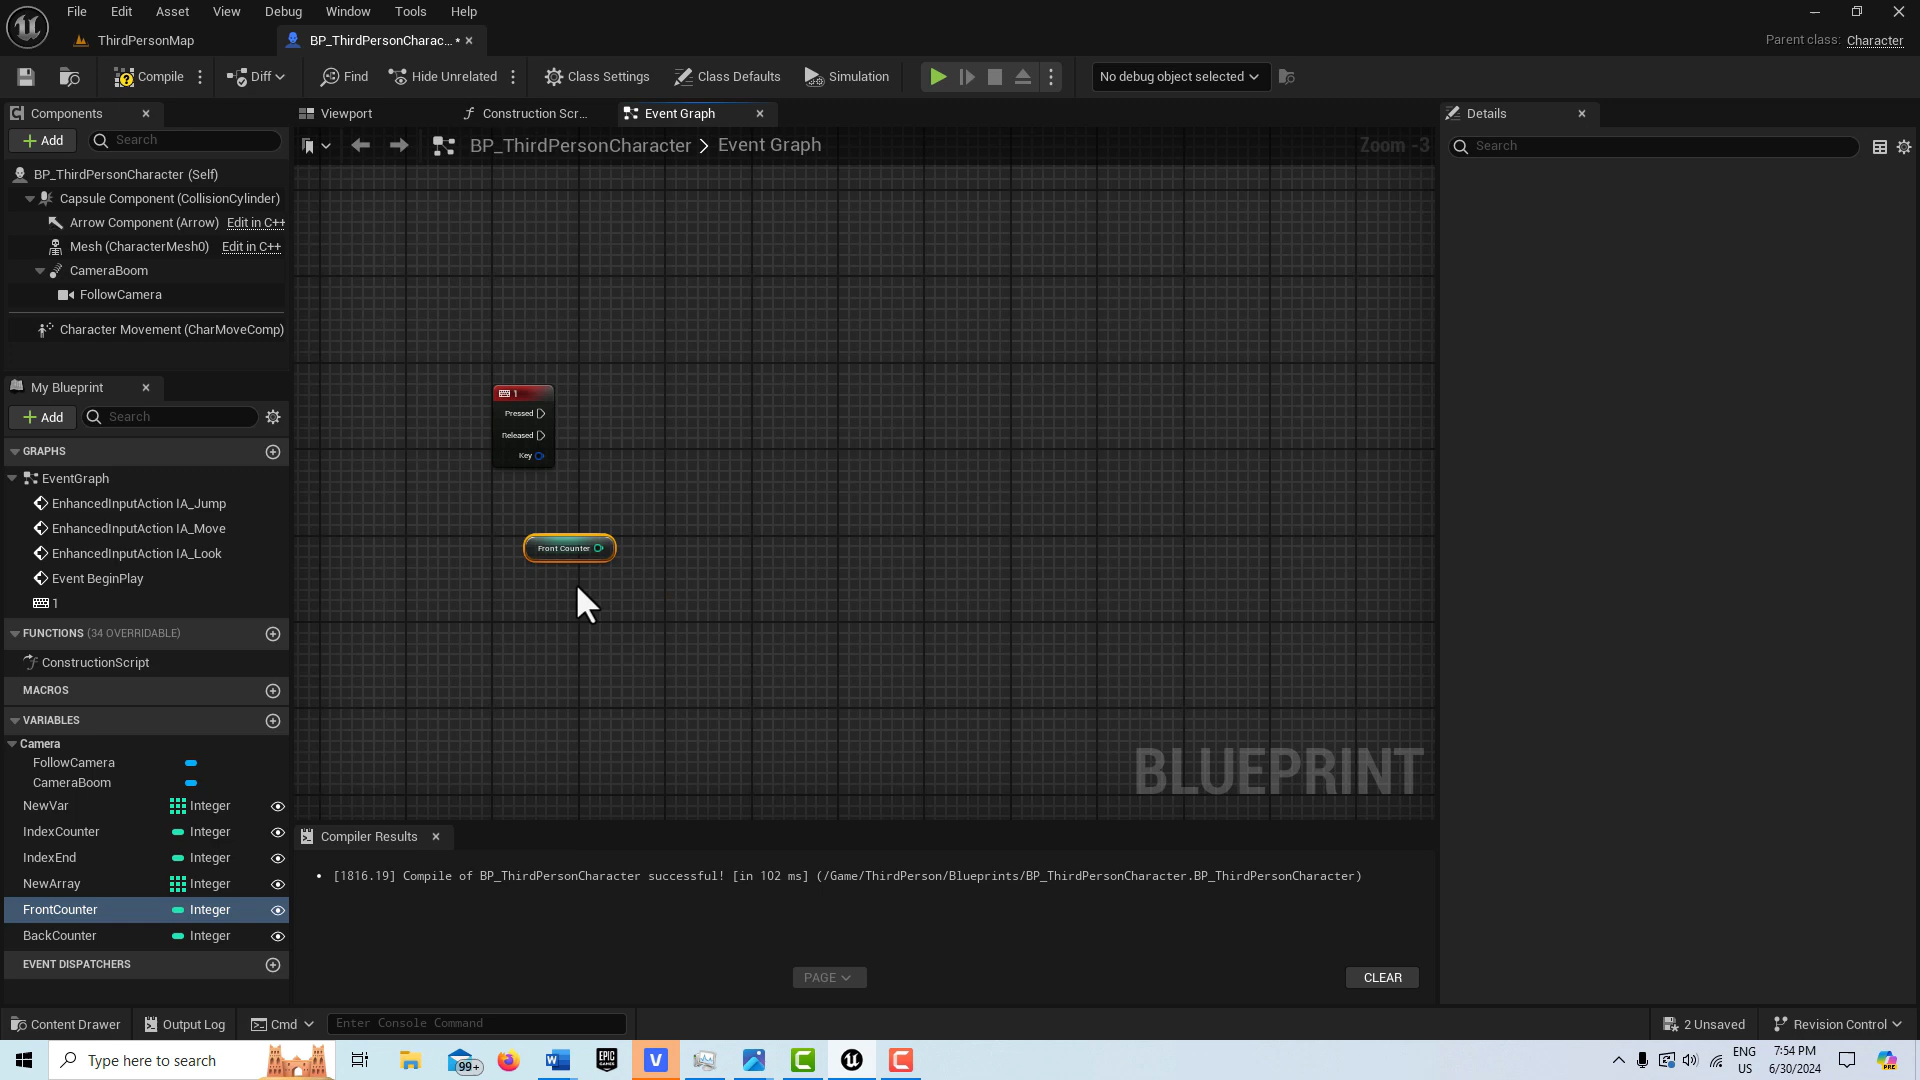 File Edit Asset View Debug Window Tools Help
ThirdPersonMap
BP_ThirdPersonCharac... *
Parent class: Character
Compile
Diff
Find
Hide Unrelated
Class Settings
Class Defaults
Simulation
No debug object selected
Components
Add
Search
BP_ThirdPersonCharacter (Self)
Capsule Component (CollisionCylinder)
Arrow Component (Arrow) Edit in C++
Mesh (CharacterMesh0) Edit in C++
CameraBoom
FollowCamera
Character Movement (CharMoveComp)
My Blueprint
Add
Search
GRAPHS
EventGraph
EnhancedInputAction IA_Jump
EnhancedInputAction IA_Move
EnhancedInputAction IA_Look
Event BeginPlay
1
FUNCTIONS (34 OVERRIDABLE)
ConstructionScript
MACROS
VARIABLES
Camera
FollowCamera
CameraBoom
NewVar Integer
IndexCounter Integer
IndexEnd Integer
NewArray Integer
FrontCounter Integer
BackCounter Integer
EVENT DISPATCHERS
Viewport
Construction Scr...
Event Graph
BP_ThirdPersonCharacter > Event Graph
Zoom -3
1
Pressed
Released
Key
Front Counter
BLUEPRINT
Compiler Results
• [1816.19] Compile of BP_ThirdPersonCharacter successful! [in 102 ms] (/Game/ThirdPerson/Blueprints/BP_ThirdPersonCharacter.BP_ThirdPersonCharacter)
PAGE
CLEAR
Details
Search
Content Drawer
Output Log
Cmd
Enter Console Command
2 Unsaved
Revision Control
Type here to search
99+
EPIC GAMES
ENG
US
7:54 PM
6/30/2024
PRE